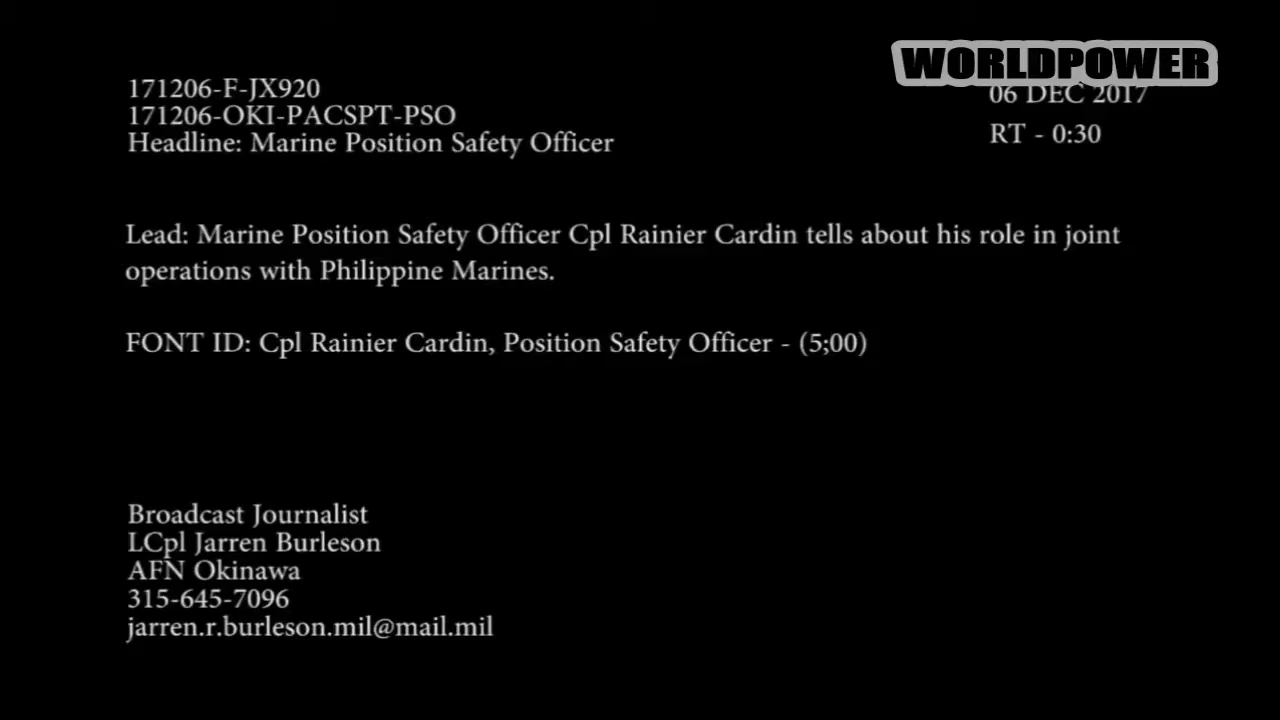 WORLDPOWER
171206-F-JX920
06 DEC 2017
171206-OKI-PACSPT-PSO
RT - 0:30
Headline: Marine Position Safety Officer
Lead: Marine Position Safety Officer Cpl Rainier Cardin tells about his role in joint
operations with Philippine Marines.
FONT ID: Cpl Rainier Cardin, Position Safety Officer - (5;00)
Broadcast Journalist
LCpl Jarren Burleson
AFN Okinawa
315-645-7096
jarren.r.burleson.mil@mail.mil